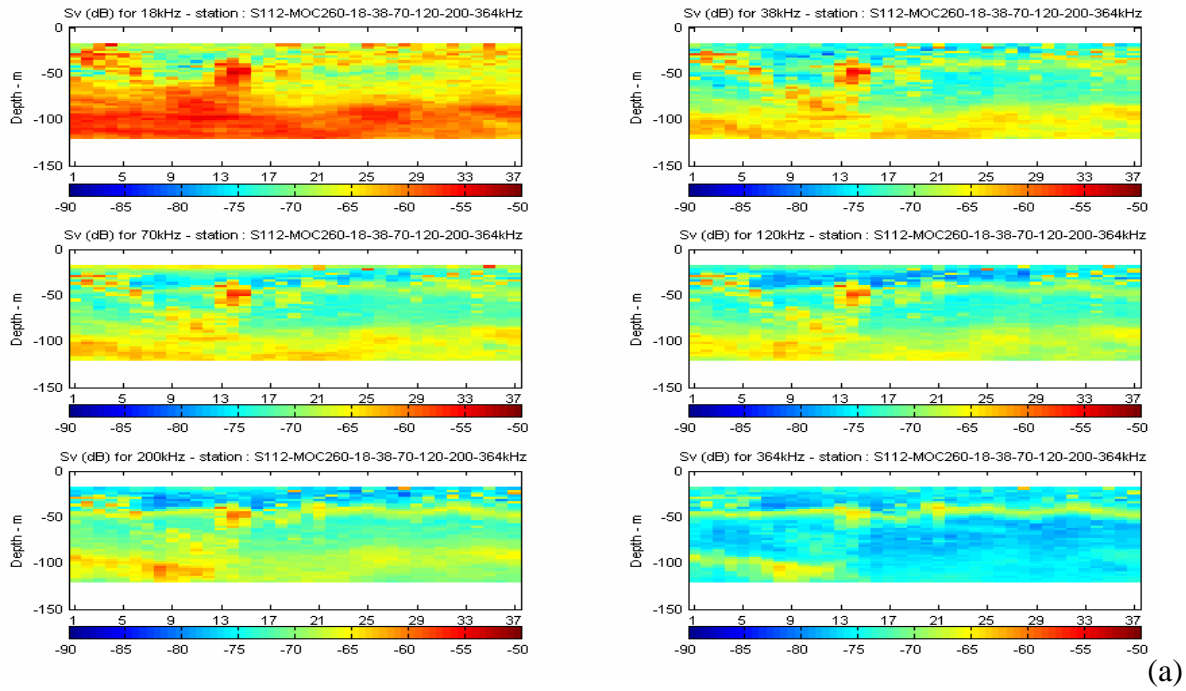 Sv (dB) for 18kHz - station : S112-MOC260-18-38-70-120-200-364kHz
Depth - m
0
-50
-100
-150
1 5 9 13 17 21 25 29 33 37
-90 -85 -80 -75 -70 -65 -60 -55 -50
Sv (dB) for 38kHz - station : S112-MOC260-18-38-70-120-200-364kHz
Depth - m
0
-50
-100
-150
1 5 9 13 17 21 25 29 33 37
-90 -85 -80 -75 -70 -65 -60 -55 -50
Sv (dB) for 70kHz - station : S112-MOC260-18-38-70-120-200-364kHz
Depth - m
0
-50
-100
-150
1 5 9 13 17 21 25 29 33 37
-90 -85 -80 -75 -70 -65 -60 -55 -50
Sv (dB) for 120kHz - station : S112-MOC260-18-38-70-120-200-364kHz
Depth - m
0
-50
-100
-150
1 5 9 13 17 21 25 29 33 37
-90 -85 -80 -75 -70 -65 -60 -55 -50
Sv (dB) for 200kHz - station : S112-MOC260-18-38-70-120-200-364kHz
Depth - m
0
-50
-100
-150
1 5 9 13 17 21 25 29 33 37
-90 -85 -80 -75 -70 -65 -60 -55 -50
Sv (dB) for 364kHz - station : S112-MOC260-18-38-70-120-200-364kHz
Depth - m
0
-50
-100
-150
1 5 9 13 17 21 25 29 33 37
-90 -85 -80 -75 -70 -65 -60 -55 -50
(a)